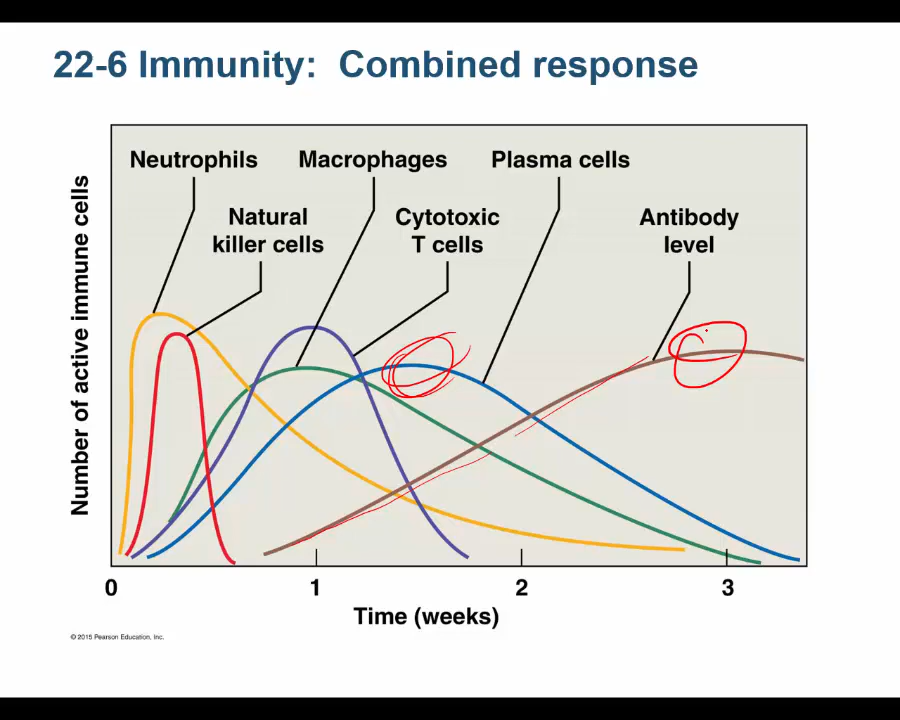 22-6 Immunity: Combined response
Neutrophils
Macrophages
Plasma cells
Natural
killer cells
Cytotoxic
T cells
Antibody
level
Number of active immune cells
0
1
2
3
Time (weeks)
© 2015 Pearson Education, Inc.